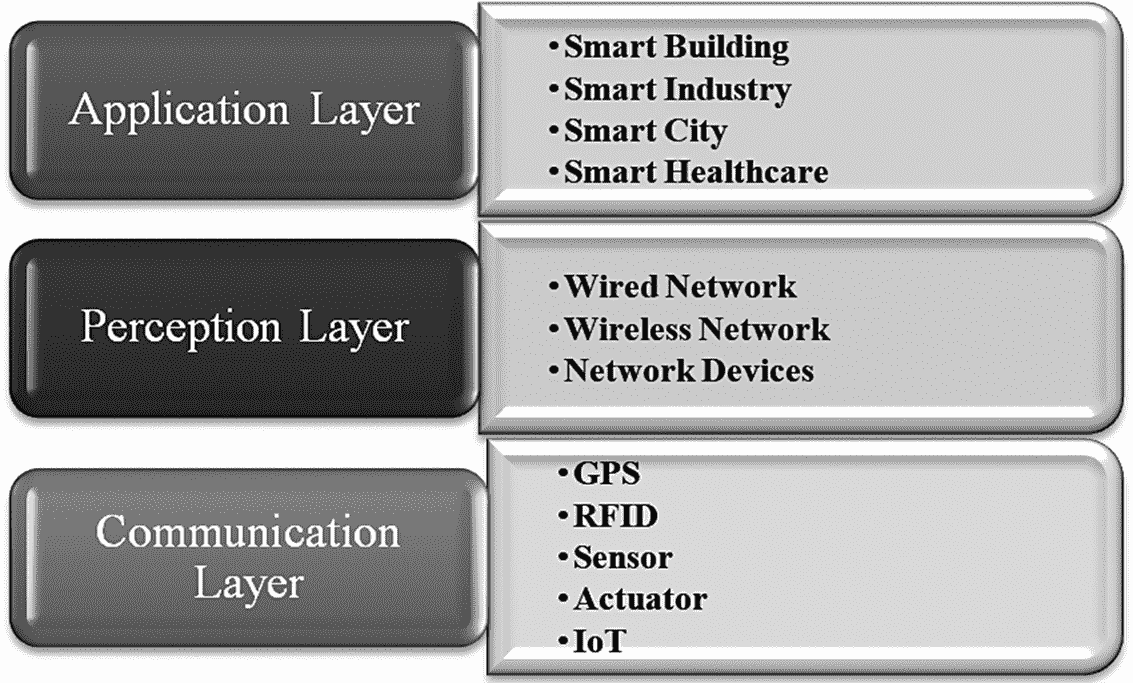 Application Layer
• Smart Building
• Smart Industry
• Smart City
• Smart Healthcare
Perception Layer
• Wired Network
• Wireless Network
• Network Devices
Communication
Layer
• GPS
• RFID
• Sensor
• Actuator
• IoT